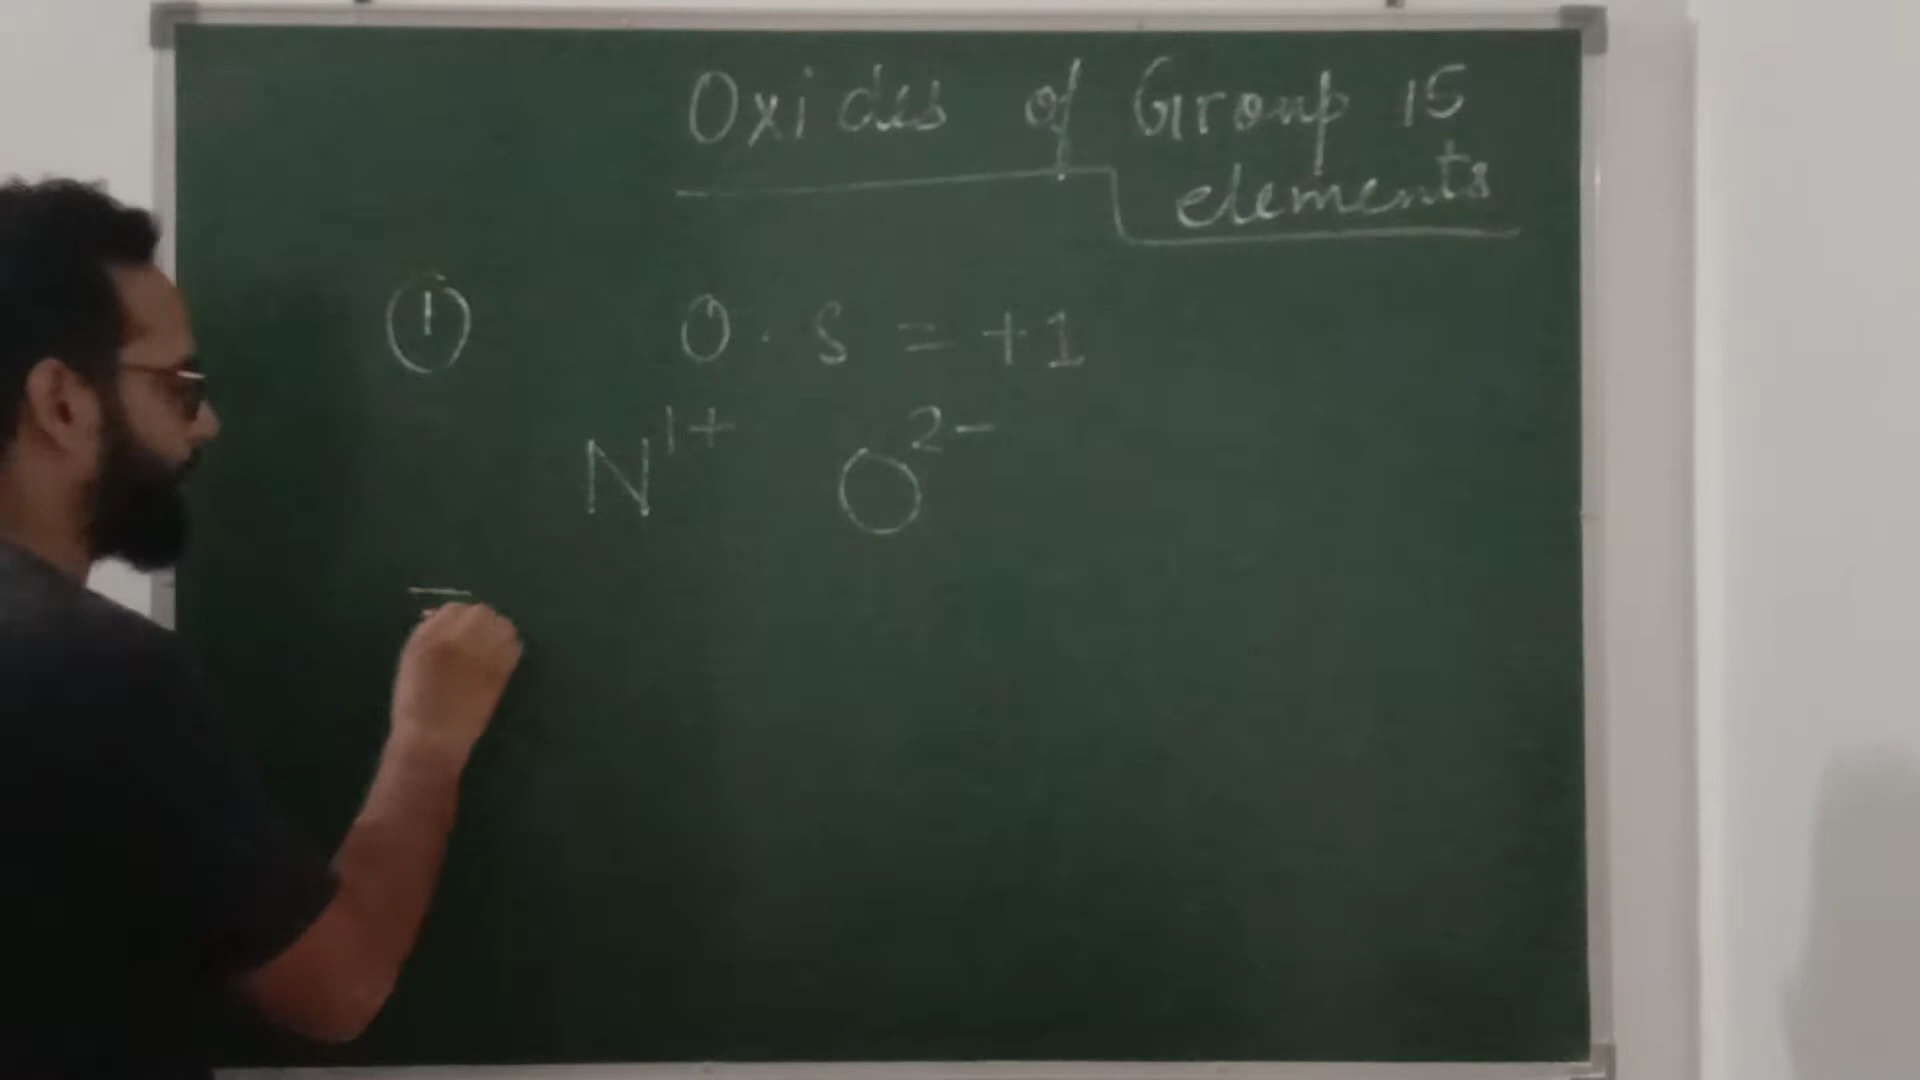 Oxides of Group 15
elements
① O.S = +1
N¹⁺ O²⁻